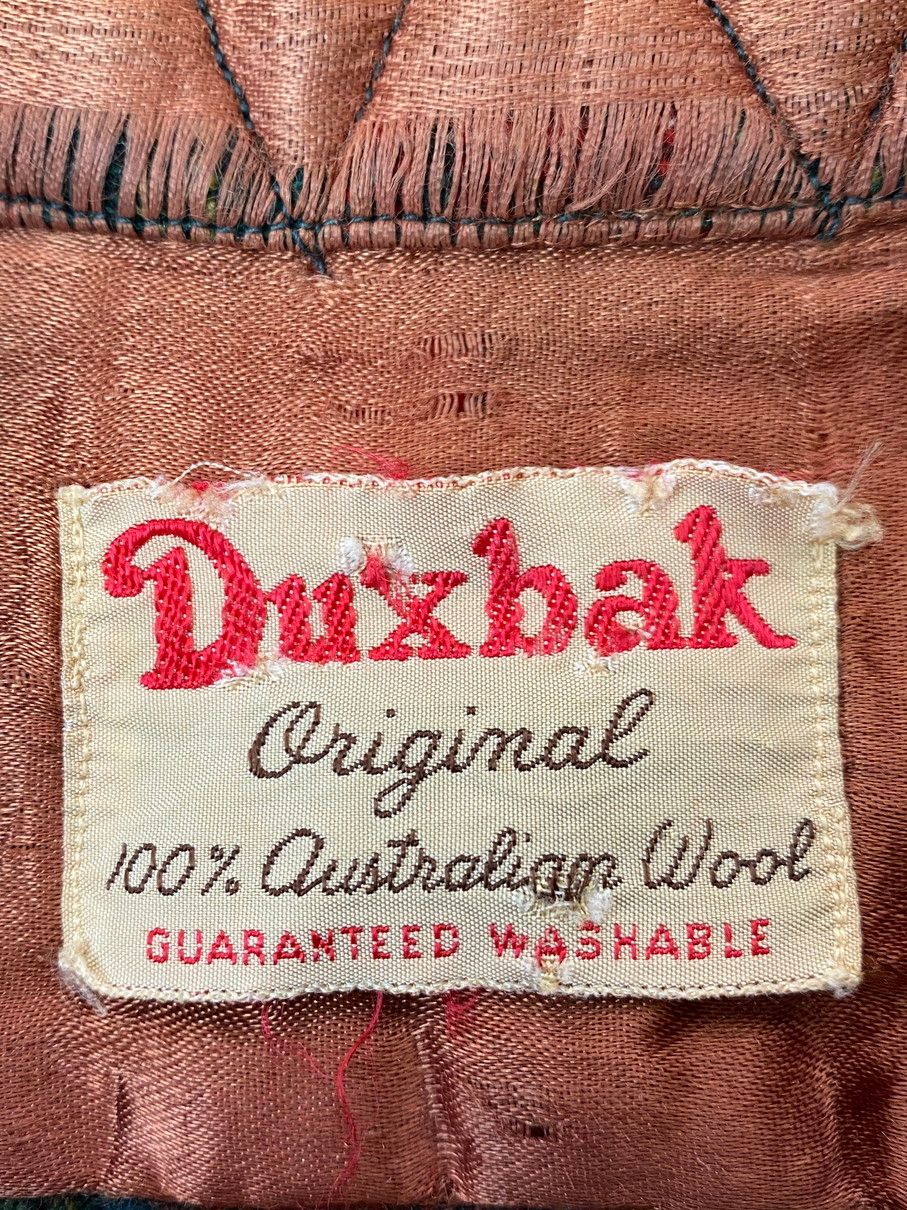 Duxbak
Original
100% Australian Wool
GUARANTEED WASHABLE